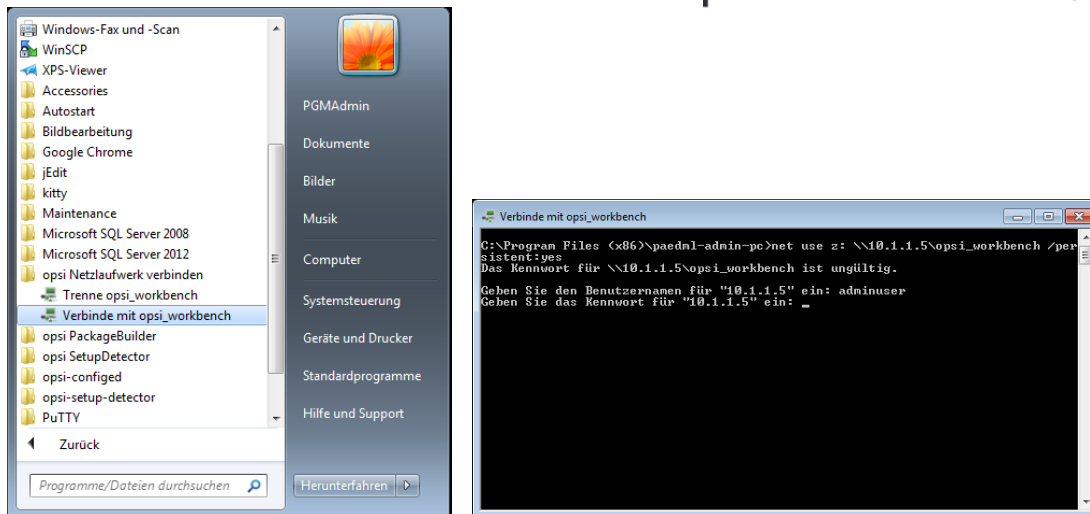 Windows-Fax und -Scan
WinSCP
XPS-Viewer
Accessories
Autostart
Bildbearbeitung
Google Chrome
jEdit
kitty
Maintenance
Microsoft SQL Server 2008
Microsoft SQL Server 2012
opsi Netzlaufwerk verbinden
Trenne opsi_workbench
Verbinde mit opsi_workbench
opsi PackageBuilder
opsi SetupDetector
opsi-configed
opsi-setup-detector
PuTTY
Zurück
Programme/Dateien durchsuchen
PGMAdmin
Dokumente
Bilder
Musik
Computer
Systemsteuerung
Geräte und Drucker
Standardprogramme
Hilfe und Support
Herunterfahren
Verbinde mit opsi_workbench
C:\Program Files (x86)\paedml-admin-pc>net use z: \\10.1.1.5\opsi_workbench /per
sistent:yes
Das Kennwort für \\10.1.1.5\opsi_workbench ist ungültig.
Geben Sie den Benutzernamen für "10.1.1.5" ein: adminuser
Geben Sie das Kennwort für "10.1.1.5" ein: _